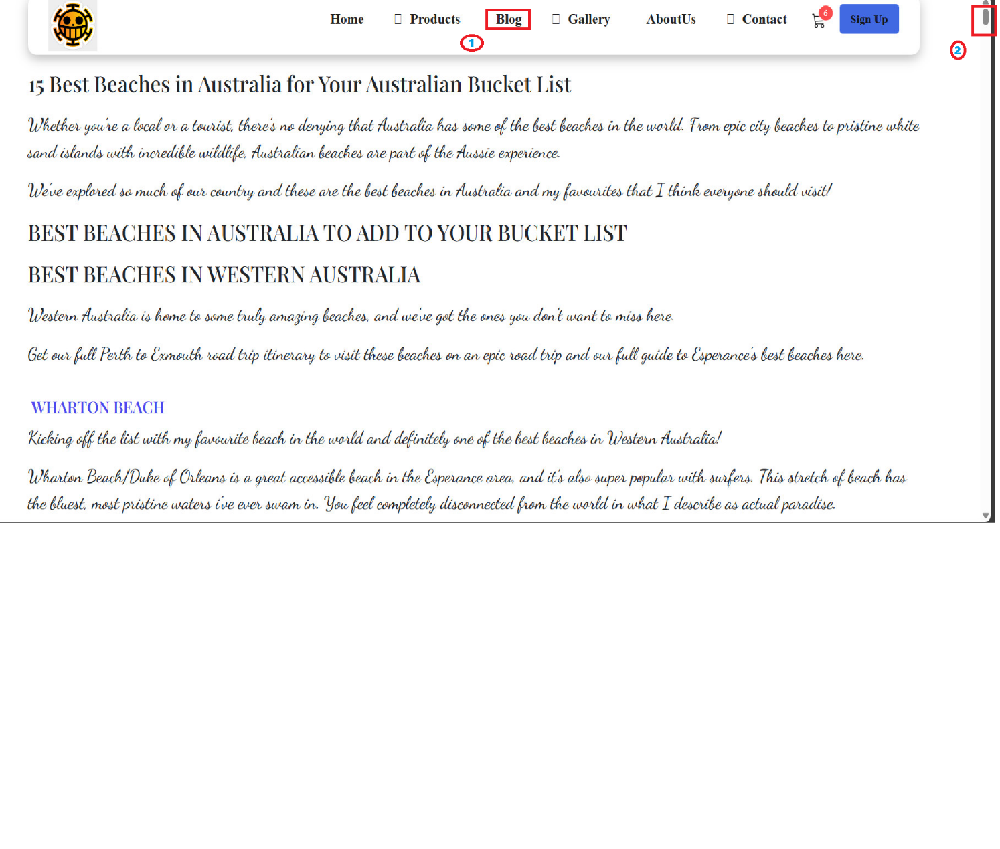 Home Products Blog Gallery AboutUs Contact 6 Sign Up
1
2
15 Best Beaches in Australia for Your Australian Bucket List
Whether you're a local or a tourist, there's no denying that Australia has some of the best beaches in the world. From epic city beaches to pristine white
sand islands with incredible wildlife, Australian beaches are part of the Aussie experience.
We've explored so much of our country and these are the best beaches in Australia and my favourites that I think everyone should visit!
BEST BEACHES IN AUSTRALIA TO ADD TO YOUR BUCKET LIST
BEST BEACHES IN WESTERN AUSTRALIA
Western Australia is home to some truly amazing beaches, and we've got the ones you don't want to miss here.
Get our full Perth to Exmouth road trip itinerary to visit these beaches on an epic road trip and our full guide to Esperance's best beaches here.
WHARTON BEACH
Kicking off the list with my favourite beach in the world and definitely one of the best beaches in Western Australia!
Wharton Beach/Duke of Orleans is a great accessible beach in the Esperance area, and it's also super popular with surfers. This stretch of beach has
the bluest, most pristine waters i've ever swam in. You feel completely disconnected from the world in what I describe as actual paradise.